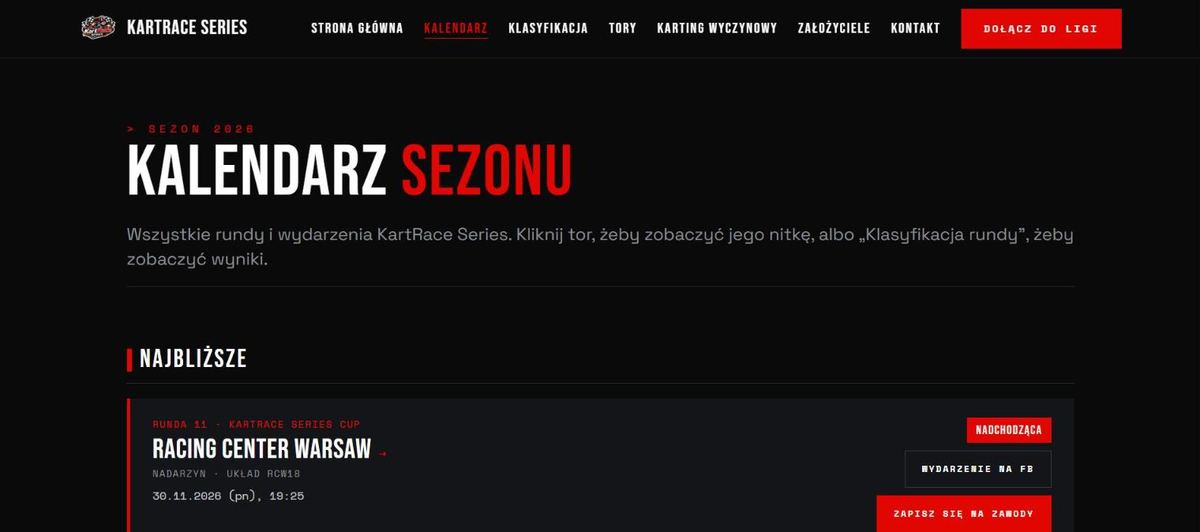 KARTRACE SERIES
STRONA GŁÓWNA KALENDARZ KLASYFIKACJA TORY KARTING WYCZYNOWY ZAŁOŻYCIELE KONTAKT DOŁĄCZ DO LIGI
> SEZON 2026
KALENDARZ SEZONU
Wszystkie rundy i wydarzenia KartRace Series. Kliknij tor, żeby zobaczyć jego nitkę, albo „Klasyfikacja rundy”, żeby
zobaczyć wyniki.
NAJBLIŻSZE
RUNDA 11 · KARTRACE SERIES CUP
RACING CENTER WARSAW →
NADARZYN · UKŁAD RCW18
30.11.2026 (pn), 19:25
NADCHODZĄCA
WYDARZENIE NA FB
ZAPISZ SIĘ NA ZAWODY